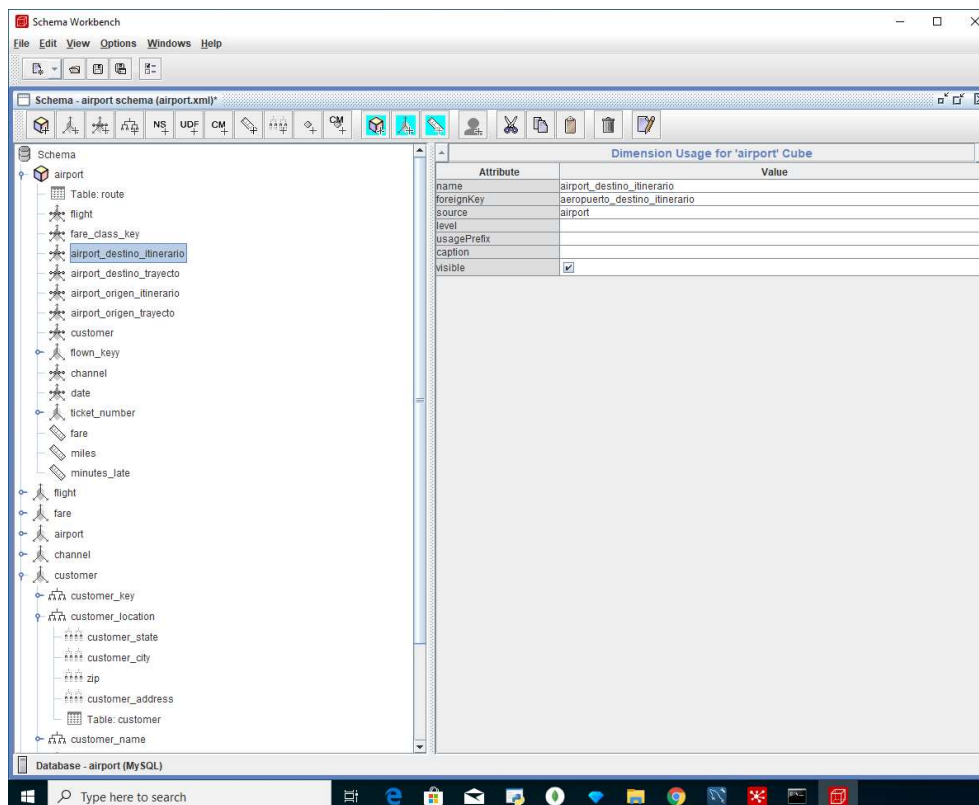 Schema Workbench
File Edit View Options Windows Help
Schema - airport schema (airport.xml)*
NS UDF CM CM
Schema
airport
Table: route
flight
fare_class_key
airport_destino_itinerario
airport_destino_trayecto
airport_origen_itinerario
airport_origen_trayecto
customer
flown_keyy
channel
date
ticket_number
fare
miles
minutes_late
flight
fare
airport
channel
customer
customer_key
customer_location
customer_state
customer_city
zip
customer_address
Table: customer
customer_name
Dimension Usage for 'airport' Cube
Attribute Value
name airport_destino_itinerario
foreignKey aeropuerto_destino_itinerario
source airport
level
usagePrefix
caption
visible
Database - airport (MySQL)
Type here to search